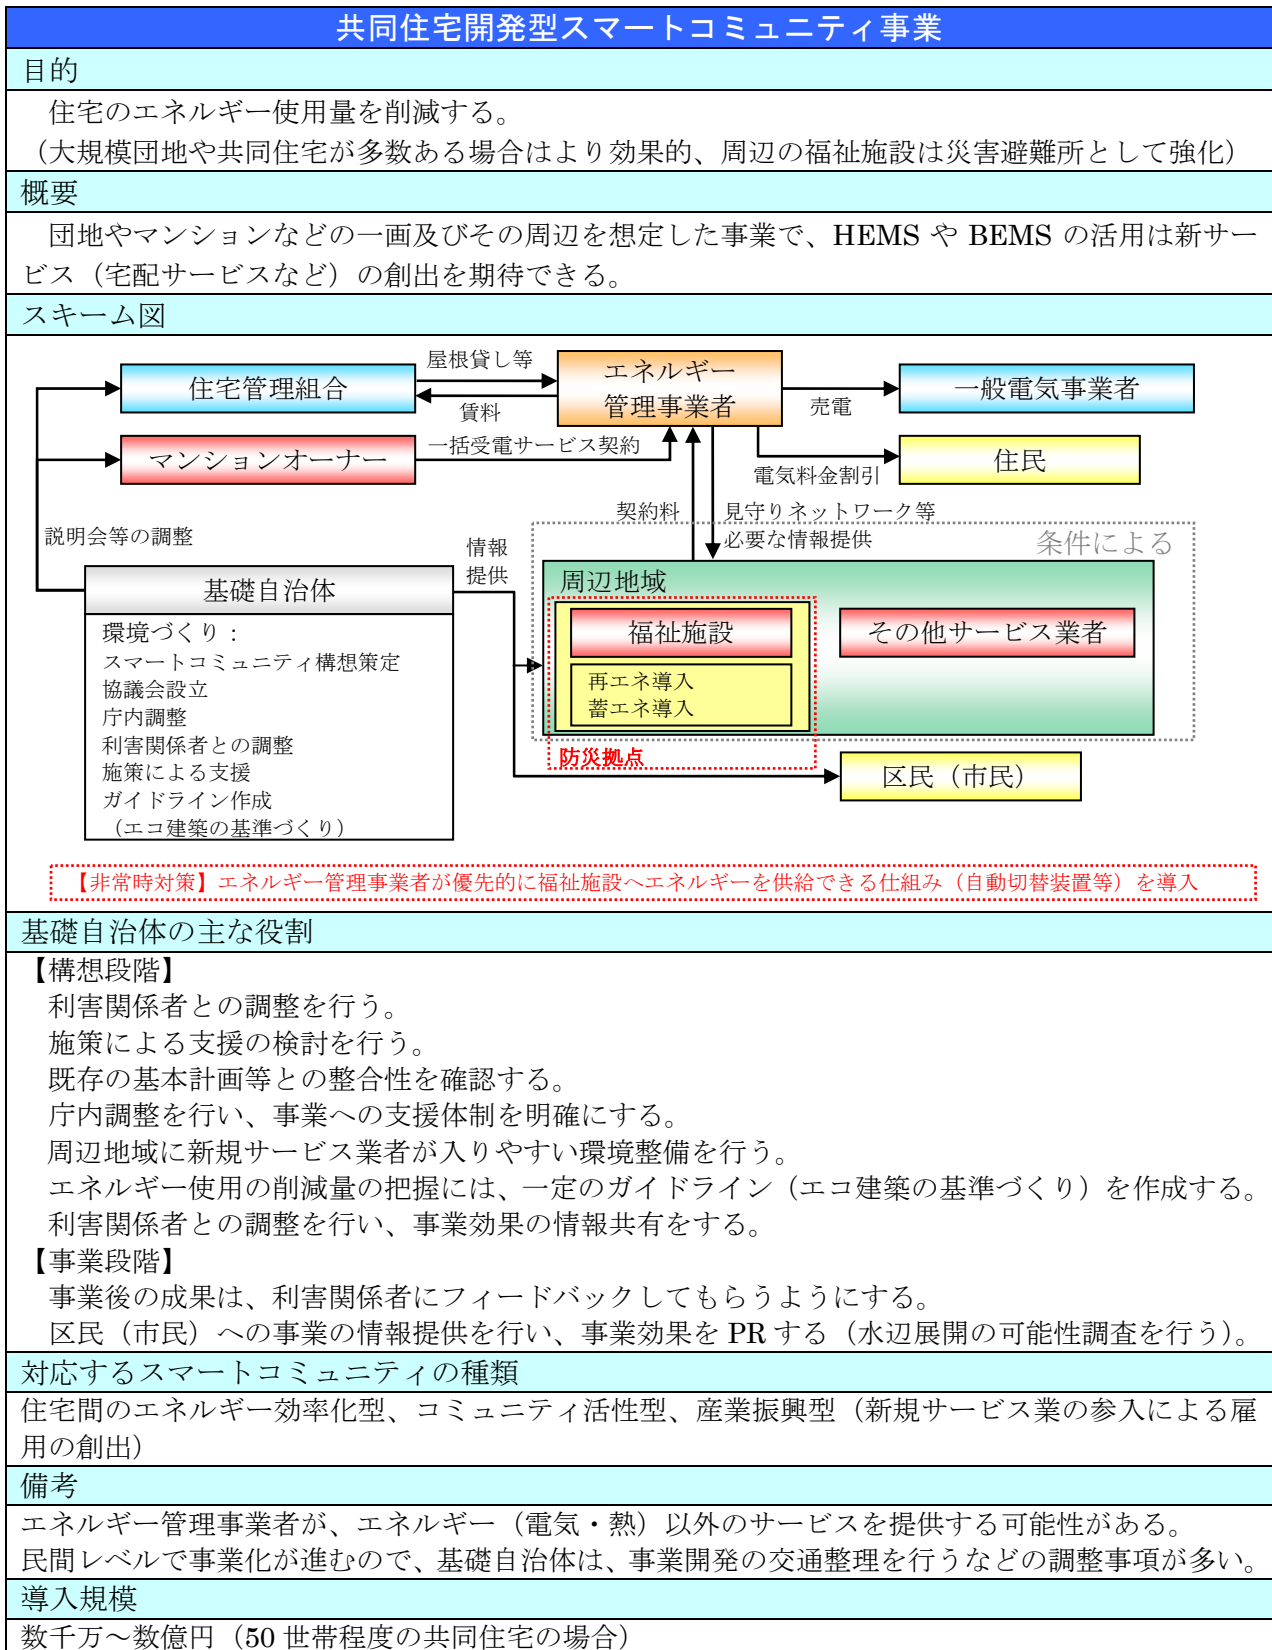 共同住宅開発型スマートコミュニティ事業
目的
住宅のエネルギー使用量を削減する。
（大規模団地や共同住宅が多数ある場合はより効果的、周辺の福祉施設は災害避難所として強化）
概要
団地やマンションなどの一画及びその周辺を想定した事業で、HEMS や BEMS の活用は新サー
ビス（宅配サービスなど）の創出を期待できる。
スキーム図
住宅管理組合
屋根貸し等
賃料
エネルギー
管理事業者
売電
一般電気事業者
マンションオーナー
一括受電サービス契約
電気料金割引
住民
説明会等の調整
情報
提供
契約料
見守りネットワーク等
必要な情報提供
条件による
基礎自治体
環境づくり：
スマートコミュニティ構想策定
協議会設立
庁内調整
利害関係者との調整
施策による支援
ガイドライン作成
（エコ建築の基準づくり）
周辺地域
福祉施設
再エネ導入
蓄エネ導入
その他サービス業者
防災拠点
区民（市民）
【非常時対策】エネルギー管理事業者が優先的に福祉施設へエネルギーを供給できる仕組み（自動切替装置等）を導入
基礎自治体の主な役割
【構想段階】
利害関係者との調整を行う。
施策による支援の検討を行う。
既存の基本計画等との整合性を確認する。
庁内調整を行い、事業への支援体制を明確にする。
周辺地域に新規サービス業者が入りやすい環境整備を行う。
エネルギー使用の削減量の把握には、一定のガイドライン（エコ建築の基準づくり）を作成する。
利害関係者との調整を行い、事業効果の情報共有をする。
【事業段階】
事業後の成果は、利害関係者にフィードバックしてもらうようにする。
区民（市民）への事業の情報提供を行い、事業効果を PR する（水辺展開の可能性調査を行う）。
対応するスマートコミュニティの種類
住宅間のエネルギー効率化型、コミュニティ活性型、産業振興型（新規サービス業の参入による雇
用の創出）
備考
エネルギー管理事業者が、エネルギー（電気・熱）以外のサービスを提供する可能性がある。
民間レベルで事業化が進むので、基礎自治体は、事業開発の交通整理を行うなどの調整事項が多い。
導入規模
数千万～数億円（50 世帯程度の共同住宅の場合）